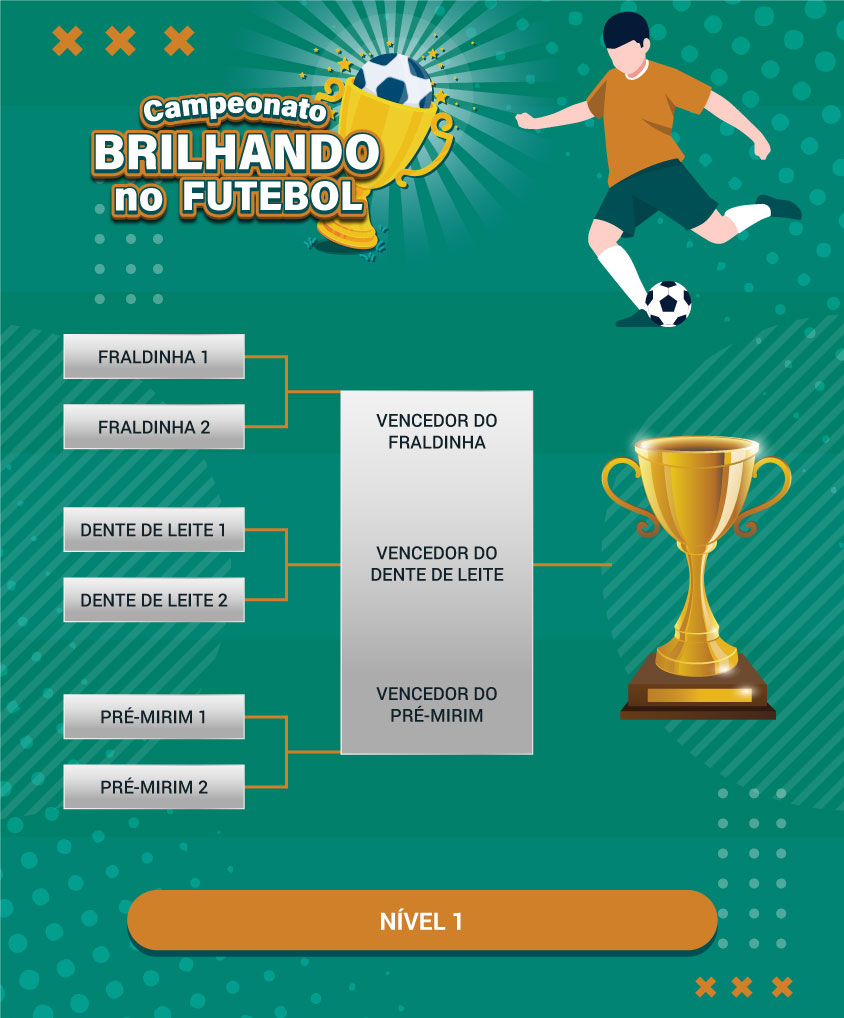 Campeonato
BRILHANDO
no FUTEBOL
FRALDINHA 1
FRALDINHA 2
DENTE DE LEITE 1
DENTE DE LEITE 2
PRÉ-MIRIM 1
PRÉ-MIRIM 2
VENCEDOR DO
FRALDINHA
VENCEDOR DO
DENTE DE LEITE
VENCEDOR DO
PRÉ-MIRIM
NÍVEL 1